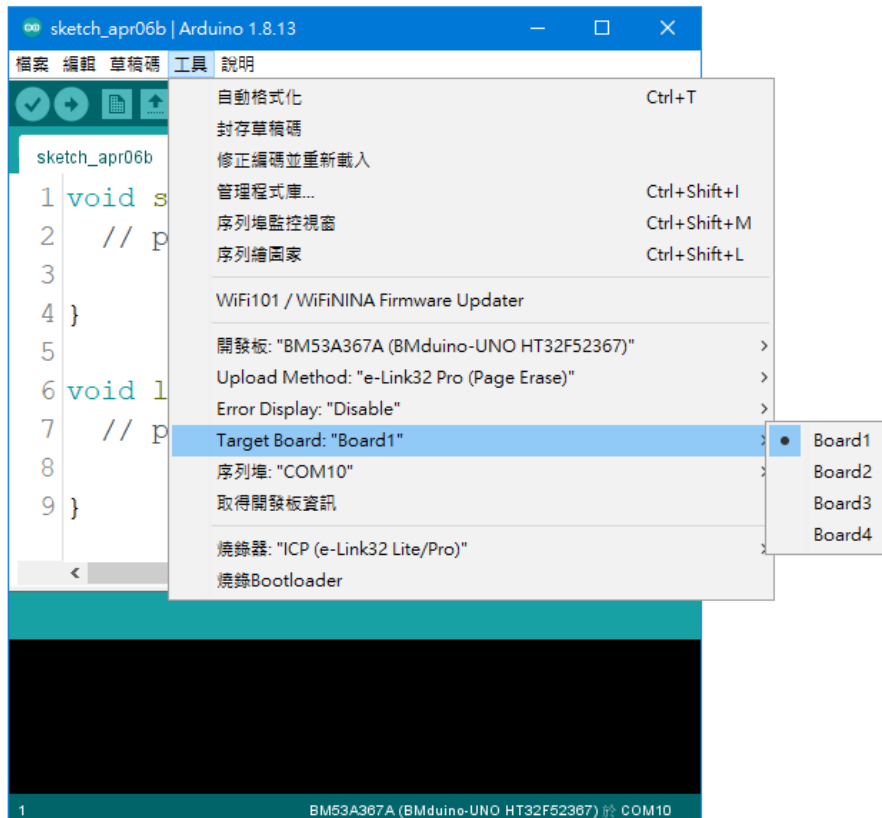 sketch_apr06b | Arduino 1.8.13
檔案 編輯 草稿碼 工具 說明
sketch_apr06b
1 void s
2 // p
3
4 }
5
6 void l
7 // p
8
9 }
自動格式化 Ctrl+T
封存草稿碼
修正編碼並重新載入
管理程式庫... Ctrl+Shift+I
序列埠監控視窗 Ctrl+Shift+M
序列繪圖家 Ctrl+Shift+L
WiFi101 / WiFiNINA Firmware Updater
開發板: "BM53A367A (BMduino-UNO HT32F52367)"
Upload Method: "e-Link32 Pro (Page Erase)"
Error Display: "Disable"
Target Board: "Board1"
序列埠: "COM10"
取得開發板資訊
燒錄器: "ICP (e-Link32 Lite/Pro)"
燒錄Bootloader
Board1
Board2
Board3
Board4
1 BM53A367A (BMduino-UNO HT32F52367) 於 COM10